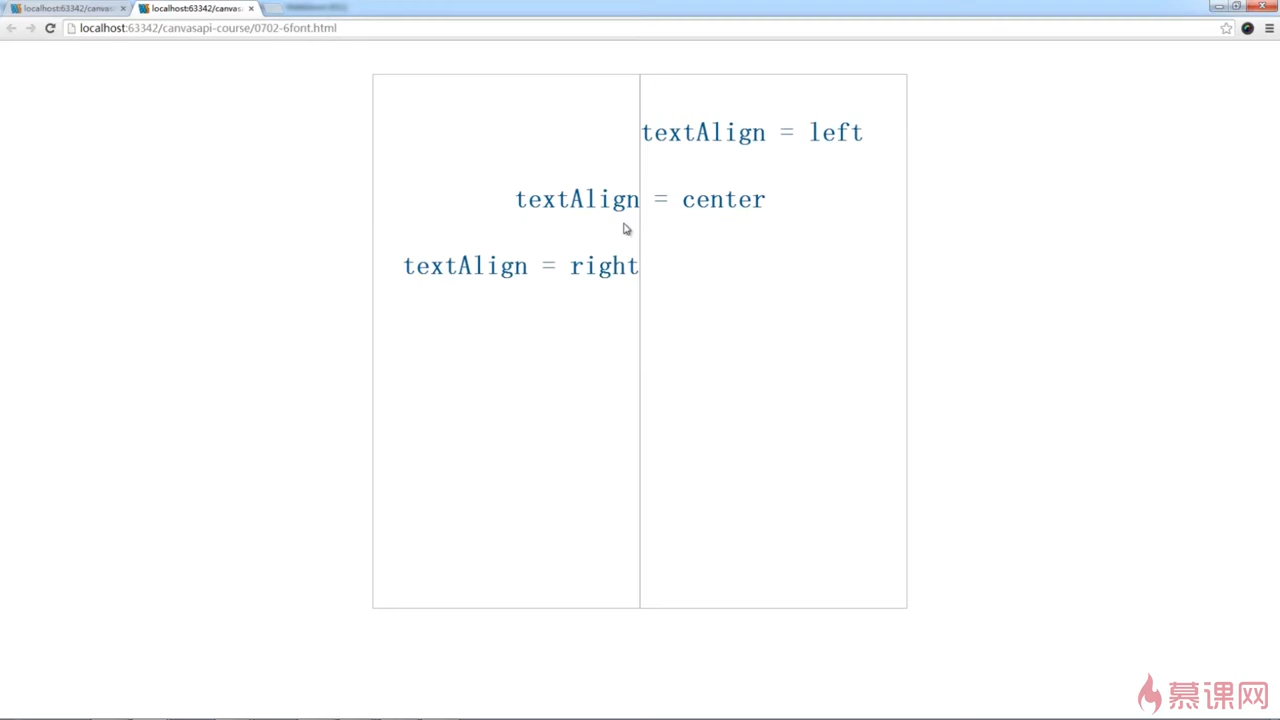 localhost:63342/canvas
localhost:63342/canvas
localhost:63342/canvasapi-course/0702-6font.html
textAlign = left
textAlign = center
textAlign = right
慕课网